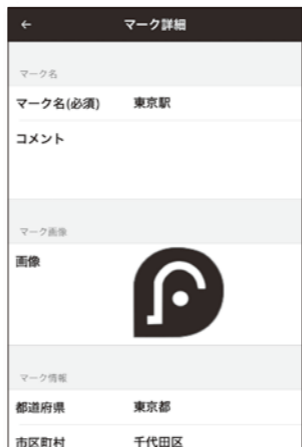 マーク詳細
マーク名
マーク名(必須) 東京駅
コメント
マーク画像
画像
マーク情報
都道府県 東京都
市区町村 千代田区